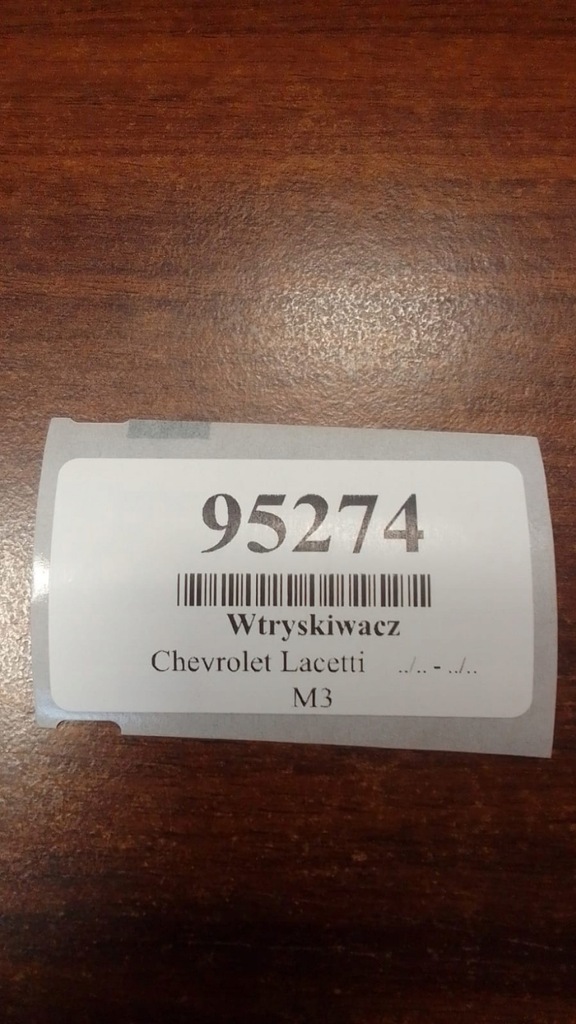 95274
Wtryskiwacz
Chevrolet Lacetti ../.. - ../..
M3